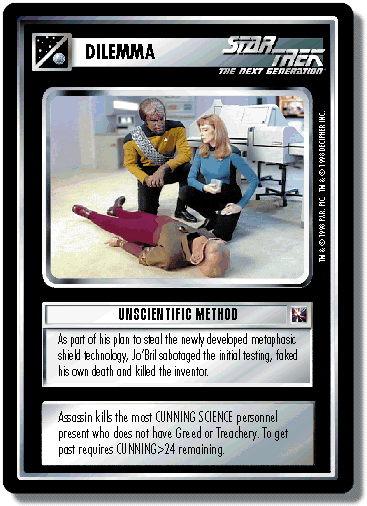 DILEMMA
STAR TREK
THE NEXT GENERATION
TM & © 1998 PAR. PIC. TM & © 1998 DECIPHER INC.
UNSCIENTIFIC METHOD
As part of his plan to steal the newly developed metaphasic
shield technology, Jo'Bril sabotaged the initial testing, faked
his own death and killed the inventor.
Assassin kills the most CUNNING SCIENCE personnel
present who does not have Greed or Treachery. To get
past requires CUNNING>24 remaining.